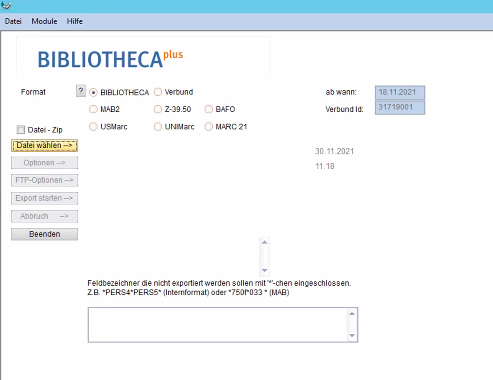 Datei Module Hilfe
BIBLIOTHECAplus
Format ? BIBLIOTHECA Verbund ab wann: 18.11.2021
MAB2 Z-39.50 BAFO Verbund Id: 31719001
USMarc UNIMarc MARC 21
Datei - Zip
Datei wählen -->
Optionen -->
30.11.2021
FTP-Optionen -->
11:18
Export starten -->
Abbruch -->
Beenden
Feldbezeichner die nicht exportiert werden sollen mit '*'-chen eingeschlossen.
Z.B. *PERS4*PERS5* (Internformat) oder *750f*033 * (MAB)